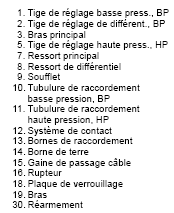 1. Tige de réglage basse press., BP
2. Tige de réglage de différent., BP
3. Bras principal
5. Tige de réglage haute press., HP
7. Ressort principal
8. Ressort de différentiel
9. Soufflet
10. Tubulure de raccordement
basse pression, BP
11. Tubulure de raccordement
haute pression, HP
12. Système de contact
13. Bornes de raccordement
14. Borne de terre
15. Gaine de passage câble
16. Rupteur
18. Plaque de verrouillage
19. Bras
30. Réarmement